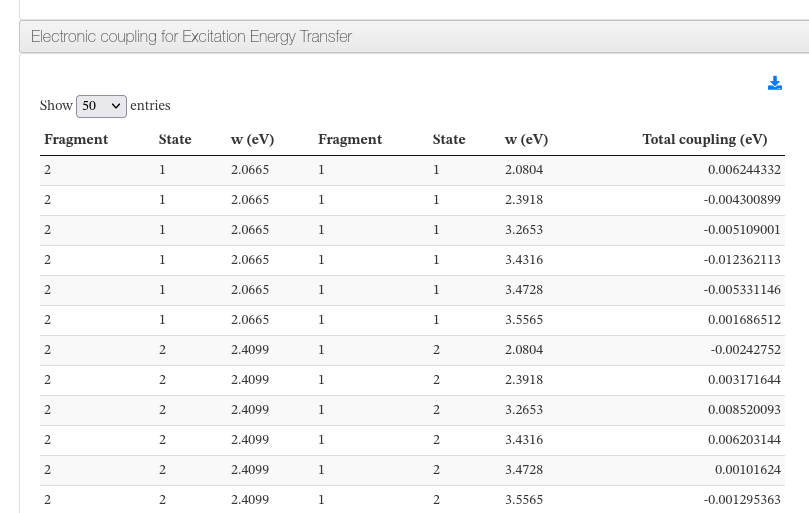 Electronic coupling for Excitation Energy Transfer
Show 50 entries
Fragment State w (eV) Fragment State w (eV) Total coupling (eV)
2 1 2.0665 1 1 2.0804 0.006244332
2 1 2.0665 1 1 2.3918 -0.004300899
2 1 2.0665 1 1 3.2653 -0.005109001
2 1 2.0665 1 1 3.4316 -0.012362113
2 1 2.0665 1 1 3.4728 -0.005331146
2 1 2.0665 1 1 3.5565 0.001686512
2 2 2.4099 1 2 2.0804 -0.00242752
2 2 2.4099 1 2 2.3918 0.003171644
2 2 2.4099 1 2 3.2653 0.008520093
2 2 2.4099 1 2 3.4316 0.006203144
2 2 2.4099 1 2 3.4728 0.00101624
2 2 2.4099 1 2 3.5565 -0.001295363